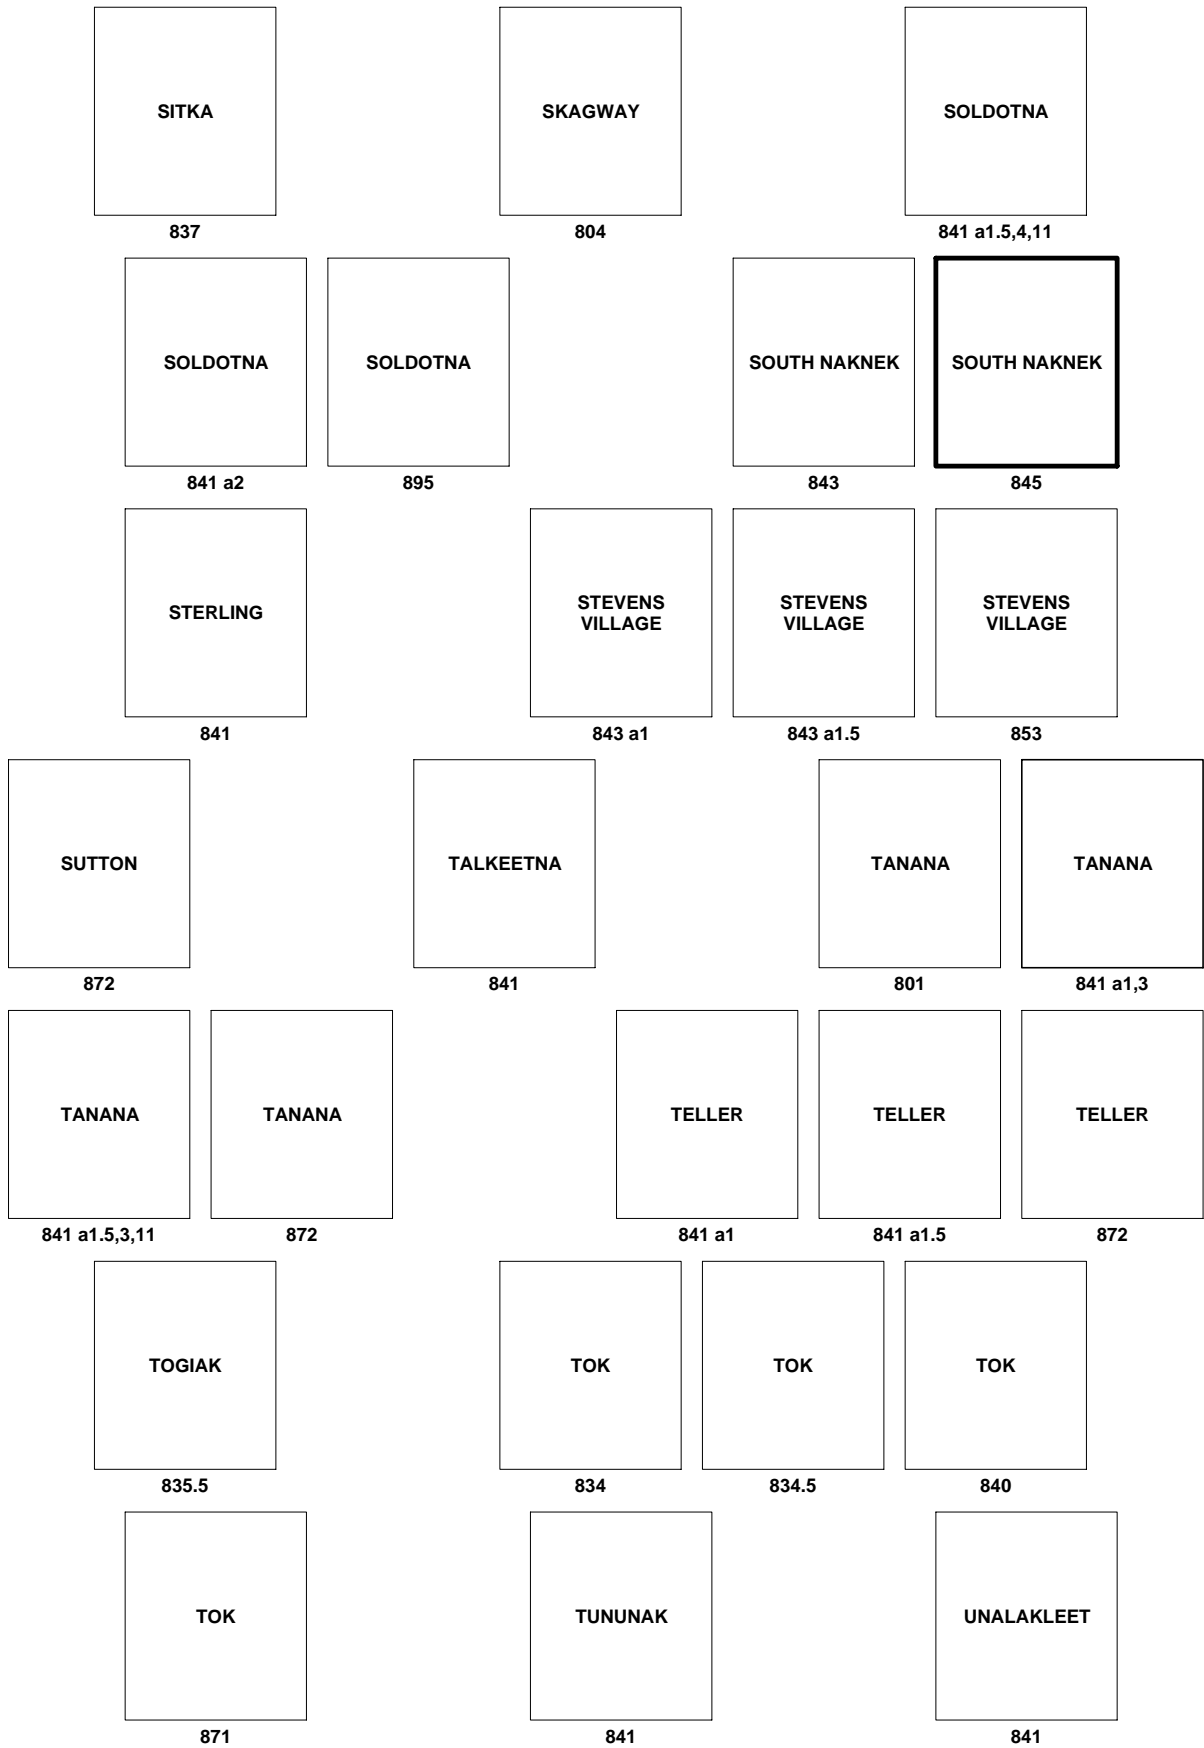 SITKA
837
SKAGWAY
804
SOLDOTNA
841 a1.5,4,11
SOLDOTNA
841 a2
SOLDOTNA
895
SOUTH NAKNEK
843
SOUTH NAKNEK
845
STERLING
841
STEVENS
VILLAGE
843 a1
STEVENS
VILLAGE
843 a1.5
STEVENS
VILLAGE
853
SUTTON
872
TALKEETNA
841
TANANA
801
TANANA
841 a1,3
TANANA
841 a1.5,3,11
TANANA
872
TELLER
841 a1
TELLER
841 a1.5
TELLER
872
TOGIAK
835.5
TOK
834
TOK
834.5
TOK
840
TOK
871
TUNUNAK
841
UNALAKLEET
841